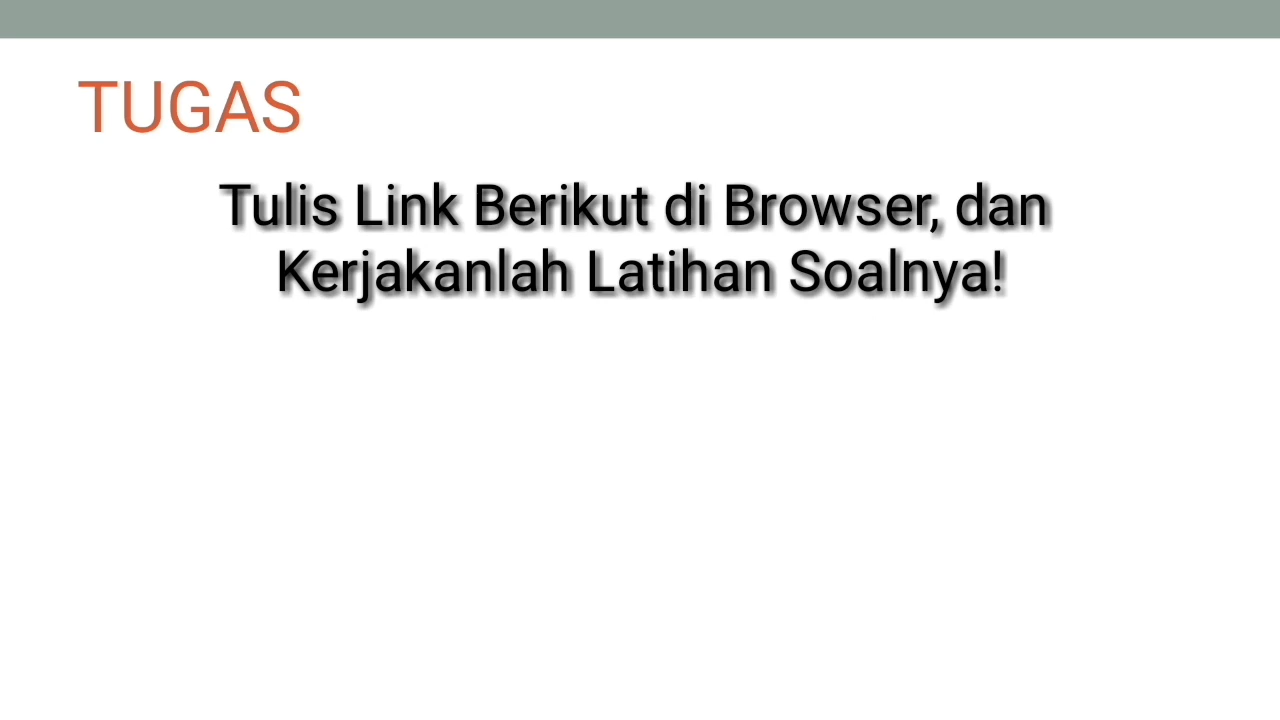 TUGAS
Tulis Link Berikut di Browser, dan
Kerjakanlah Latihan Soalnya!